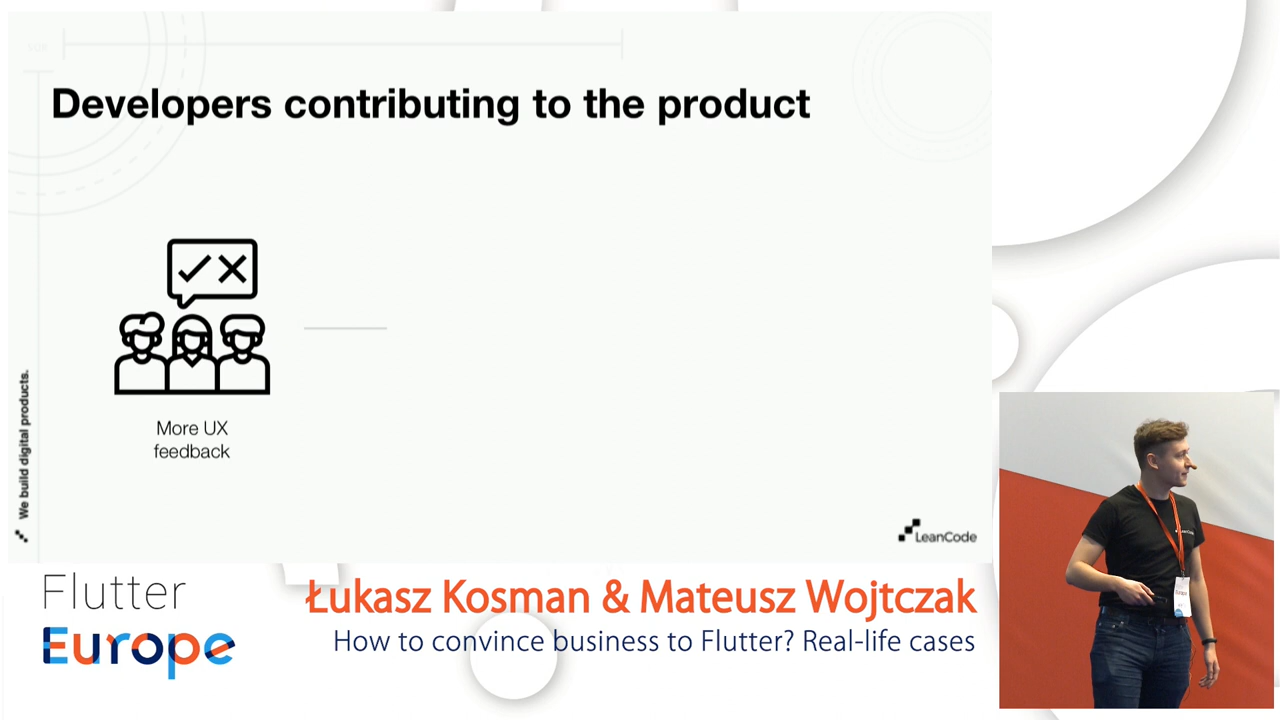 Developers contributing to the product
More UX
feedback
We build digital products.
LeanCode
Flutter
Europe
Łukasz Kosman & Mateusz Wojtczak
How to convince business to Flutter? Real-life cases